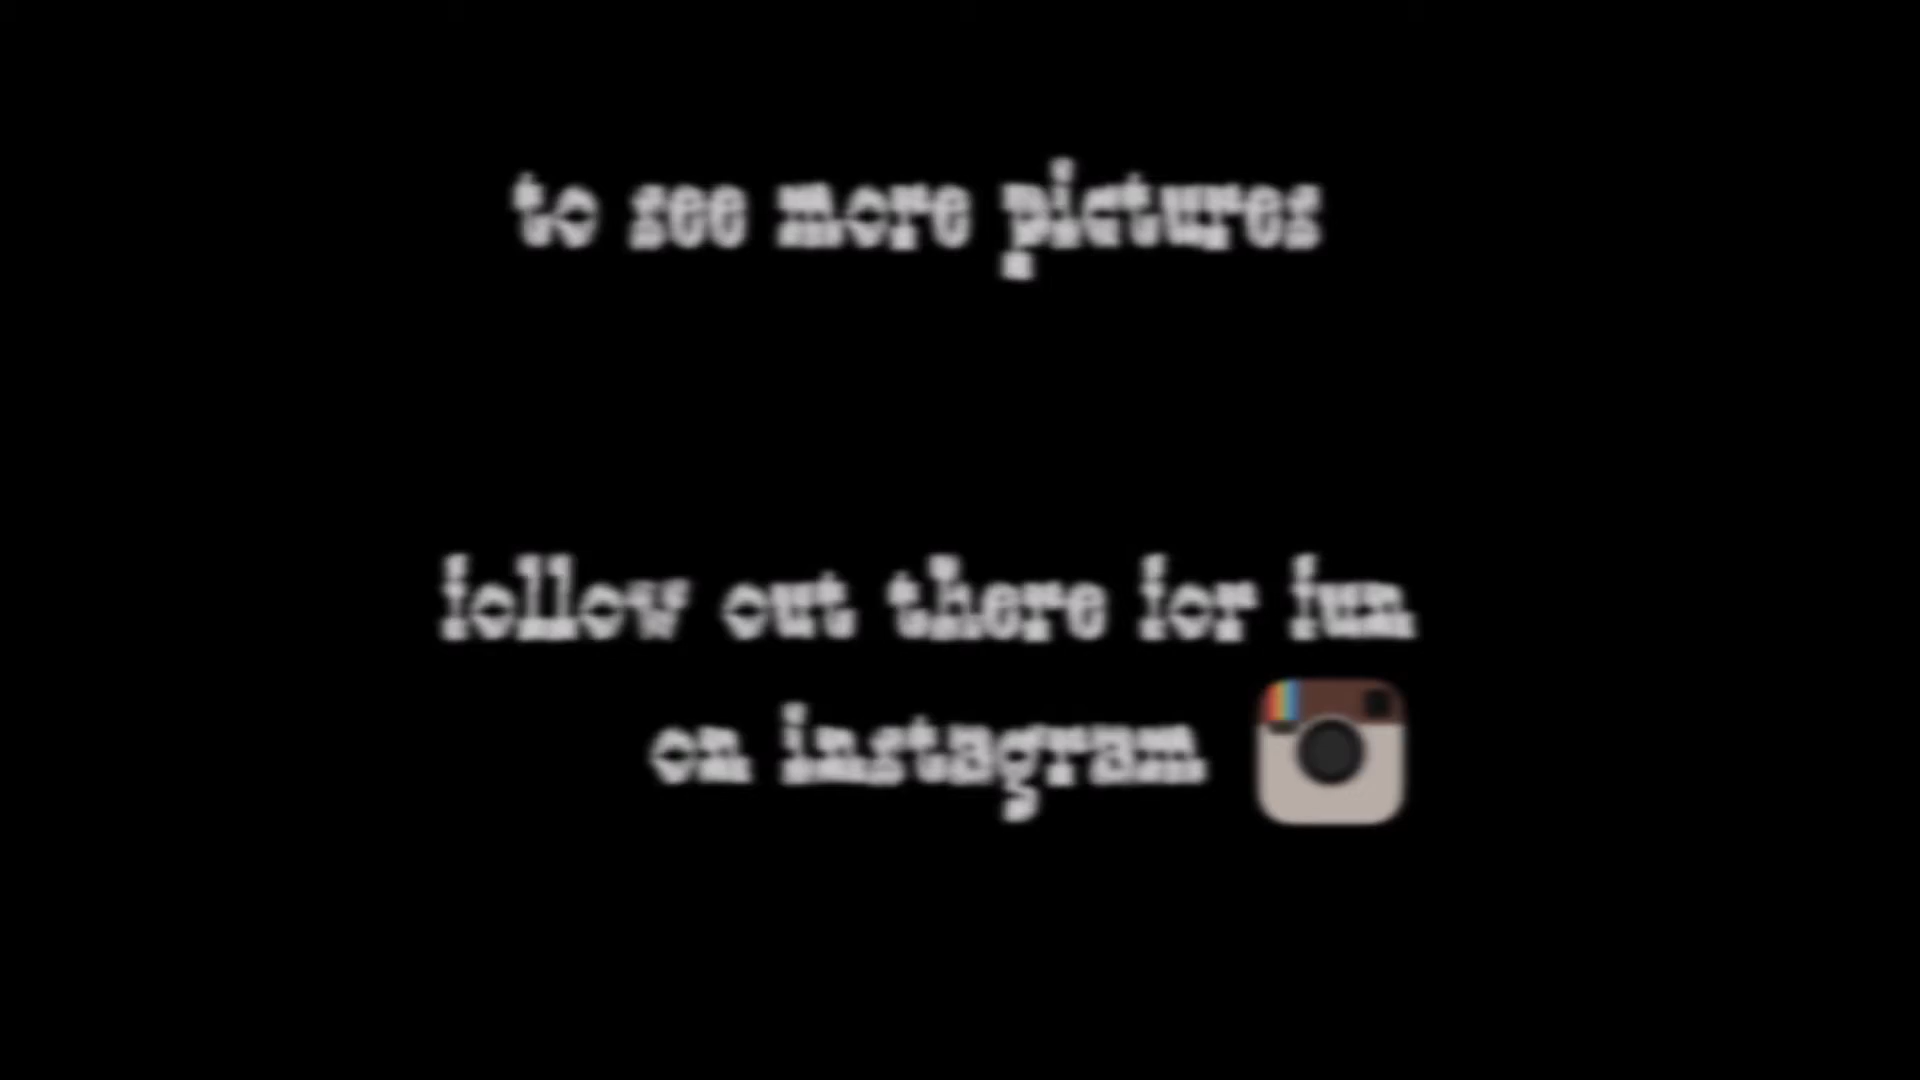 to see more pictures
follow out there for fun
on instagram